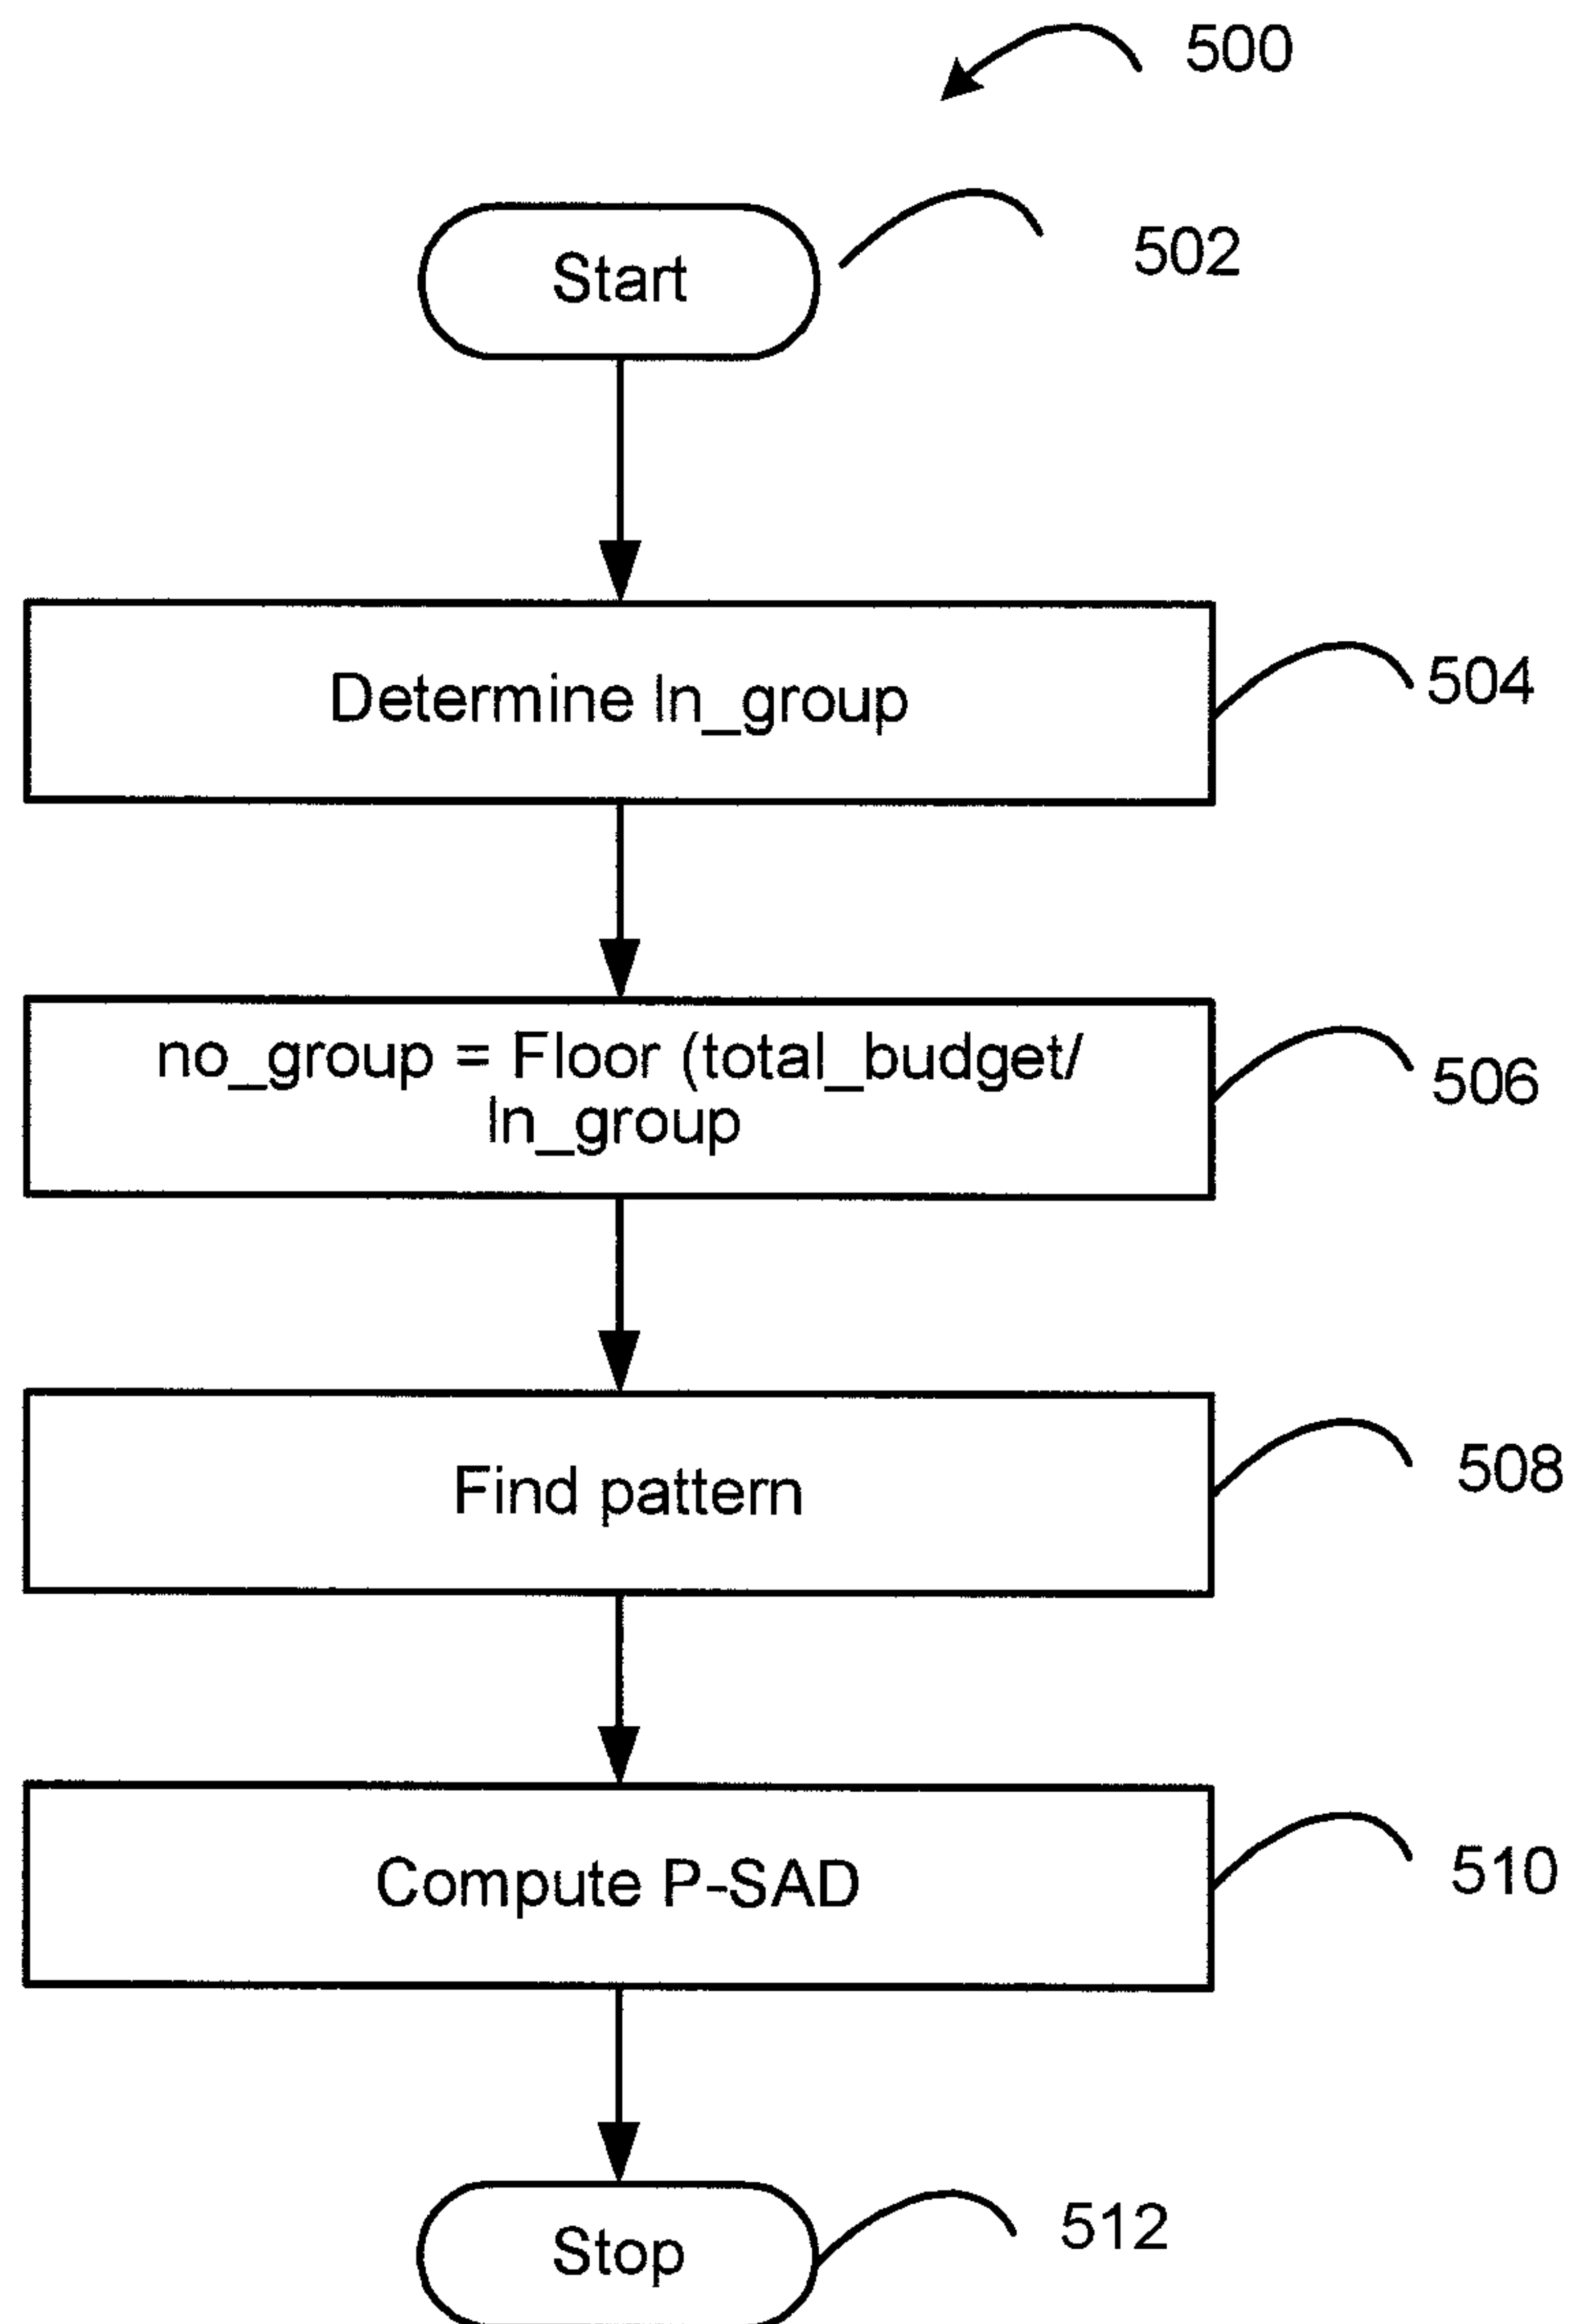 500
Start
502
Determine ln_group
504
no_group = Floor (total_budget/
ln_group
506
Find pattern
508
Compute P-SAD
510
Stop
512